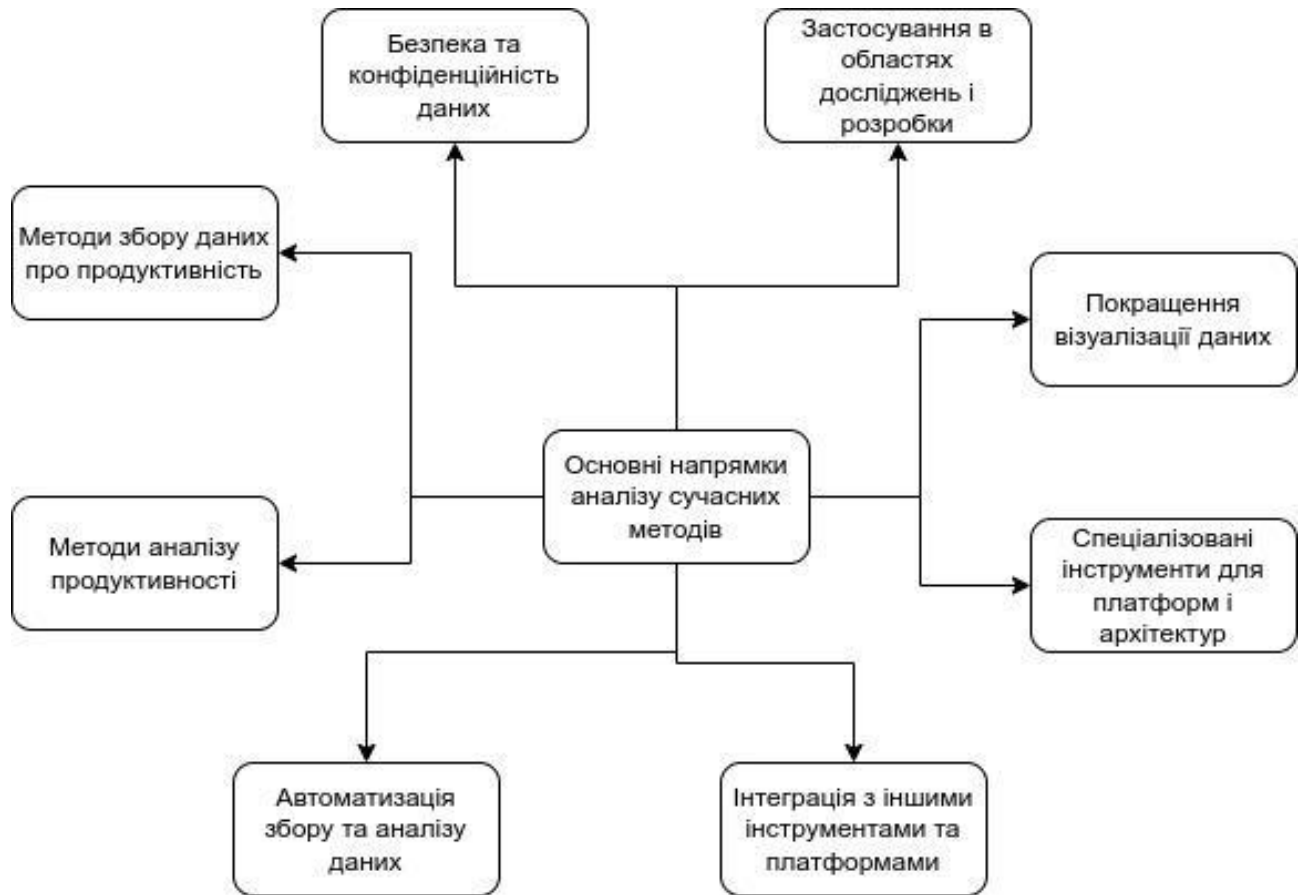 Безпека та
конфіденційність
даних
Застосування в
областях
досліджень і
розробки
Методи збору даних
про продуктивність
Покращення
візуалізації даних
Основні напрямки
аналізу сучасних
методів
Методи аналізу
продуктивності
Спеціалізовані
інструменти для
платформ і
архітектур
Автоматизація
збору та аналізу
даних
Інтеграція з іншими
інструментами та
платформами